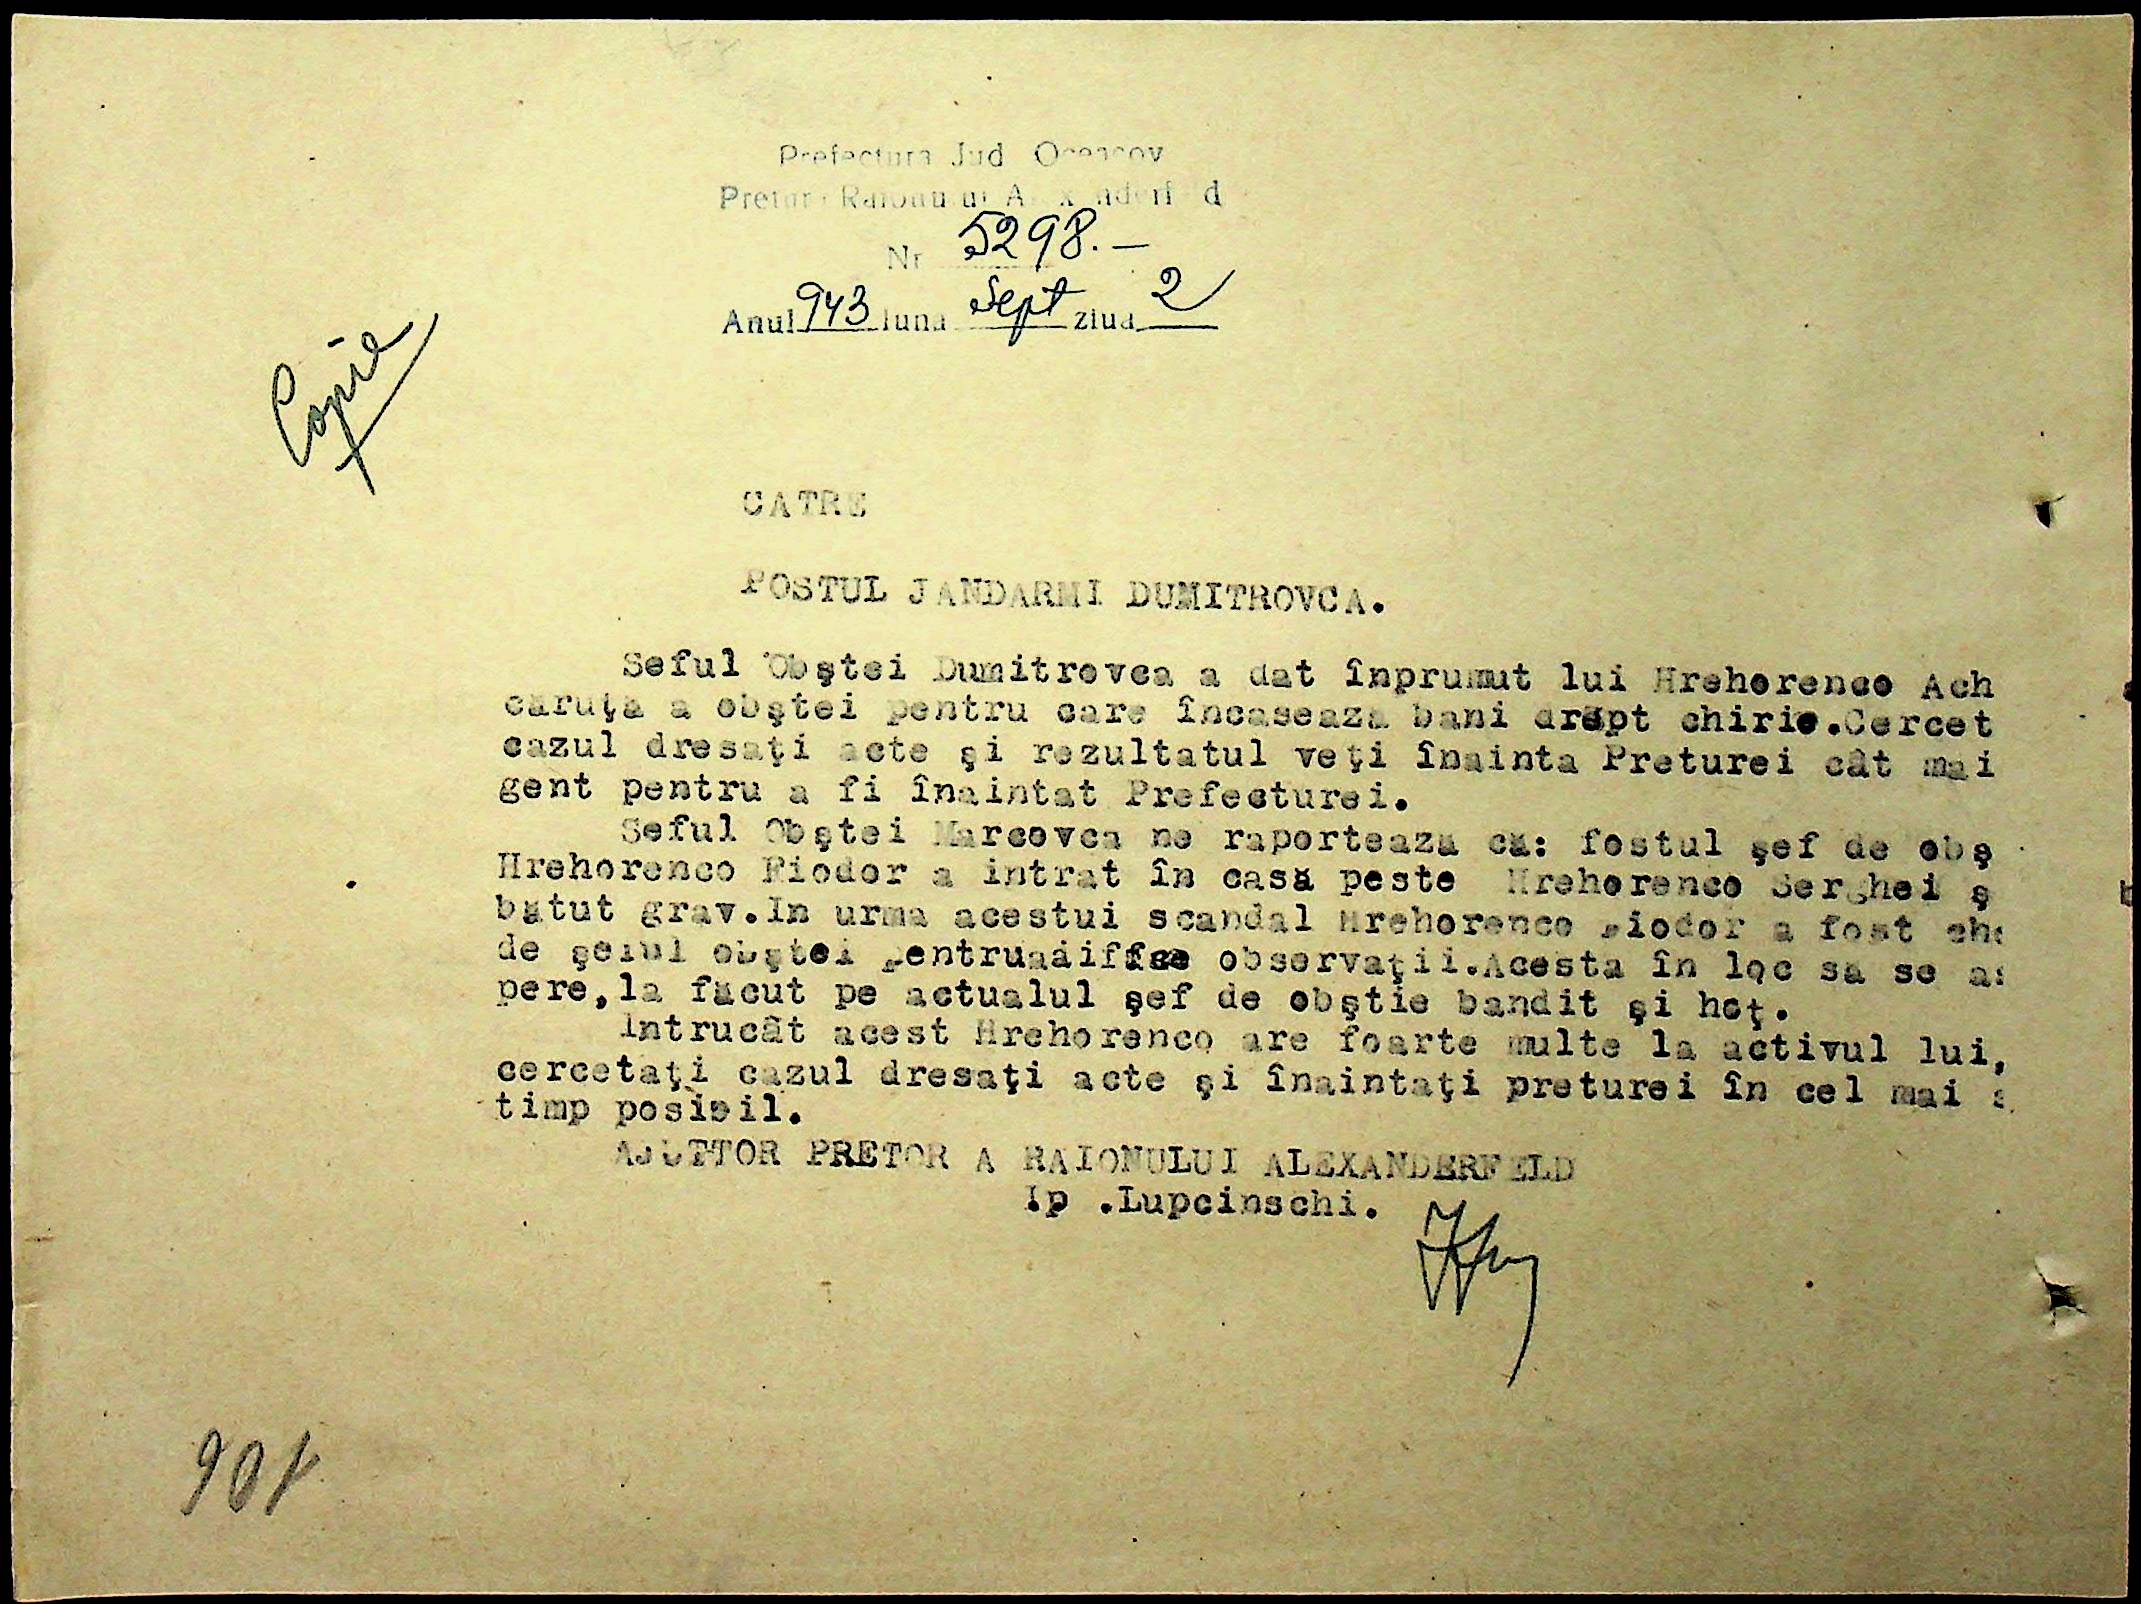 Prefectura Jud Oceacov
Pretura Raionului Alexanderfeld
Nr 5298.—
Anul 943 luna Sept ziua 2
Copie
CATRE
POSTUL JANDARMI DUMITROVCA.
Seful Obştei Dumitrovca a dat înprumut lui Hrehorenco Ach
căruţa a obştei pentru care încasează bani drept chirie.Cercet
cazul dresaţi acte şi rezultatul veţi înainta Preturei cât mai
gent pentru a fi înaintat Prefecturei.
Seful Obştei Marcovca ne raportează că: fostul şef de obş
Hrehorenco Fiodor a intrat în casă peste Hrehorenco Serghei ş
bătut grav.In urma acestui scandal Hrehorenco Fiodor a fost che
de şeful obştei observaţii.Acesta în loc să se as
pere,la făcut pe actualul şef de obştie bandit şi hoţ.
Intrucât acest Hrehorenco are foarte multe la activul lui,
cercetaţi cazul dresaţi acte şi înaintaţi preturei în cel mai s
timp posibil.
AJUTTOR PRETOR A RAIONULUI ALEXANDERFELD
Ip .Lupcinschi.